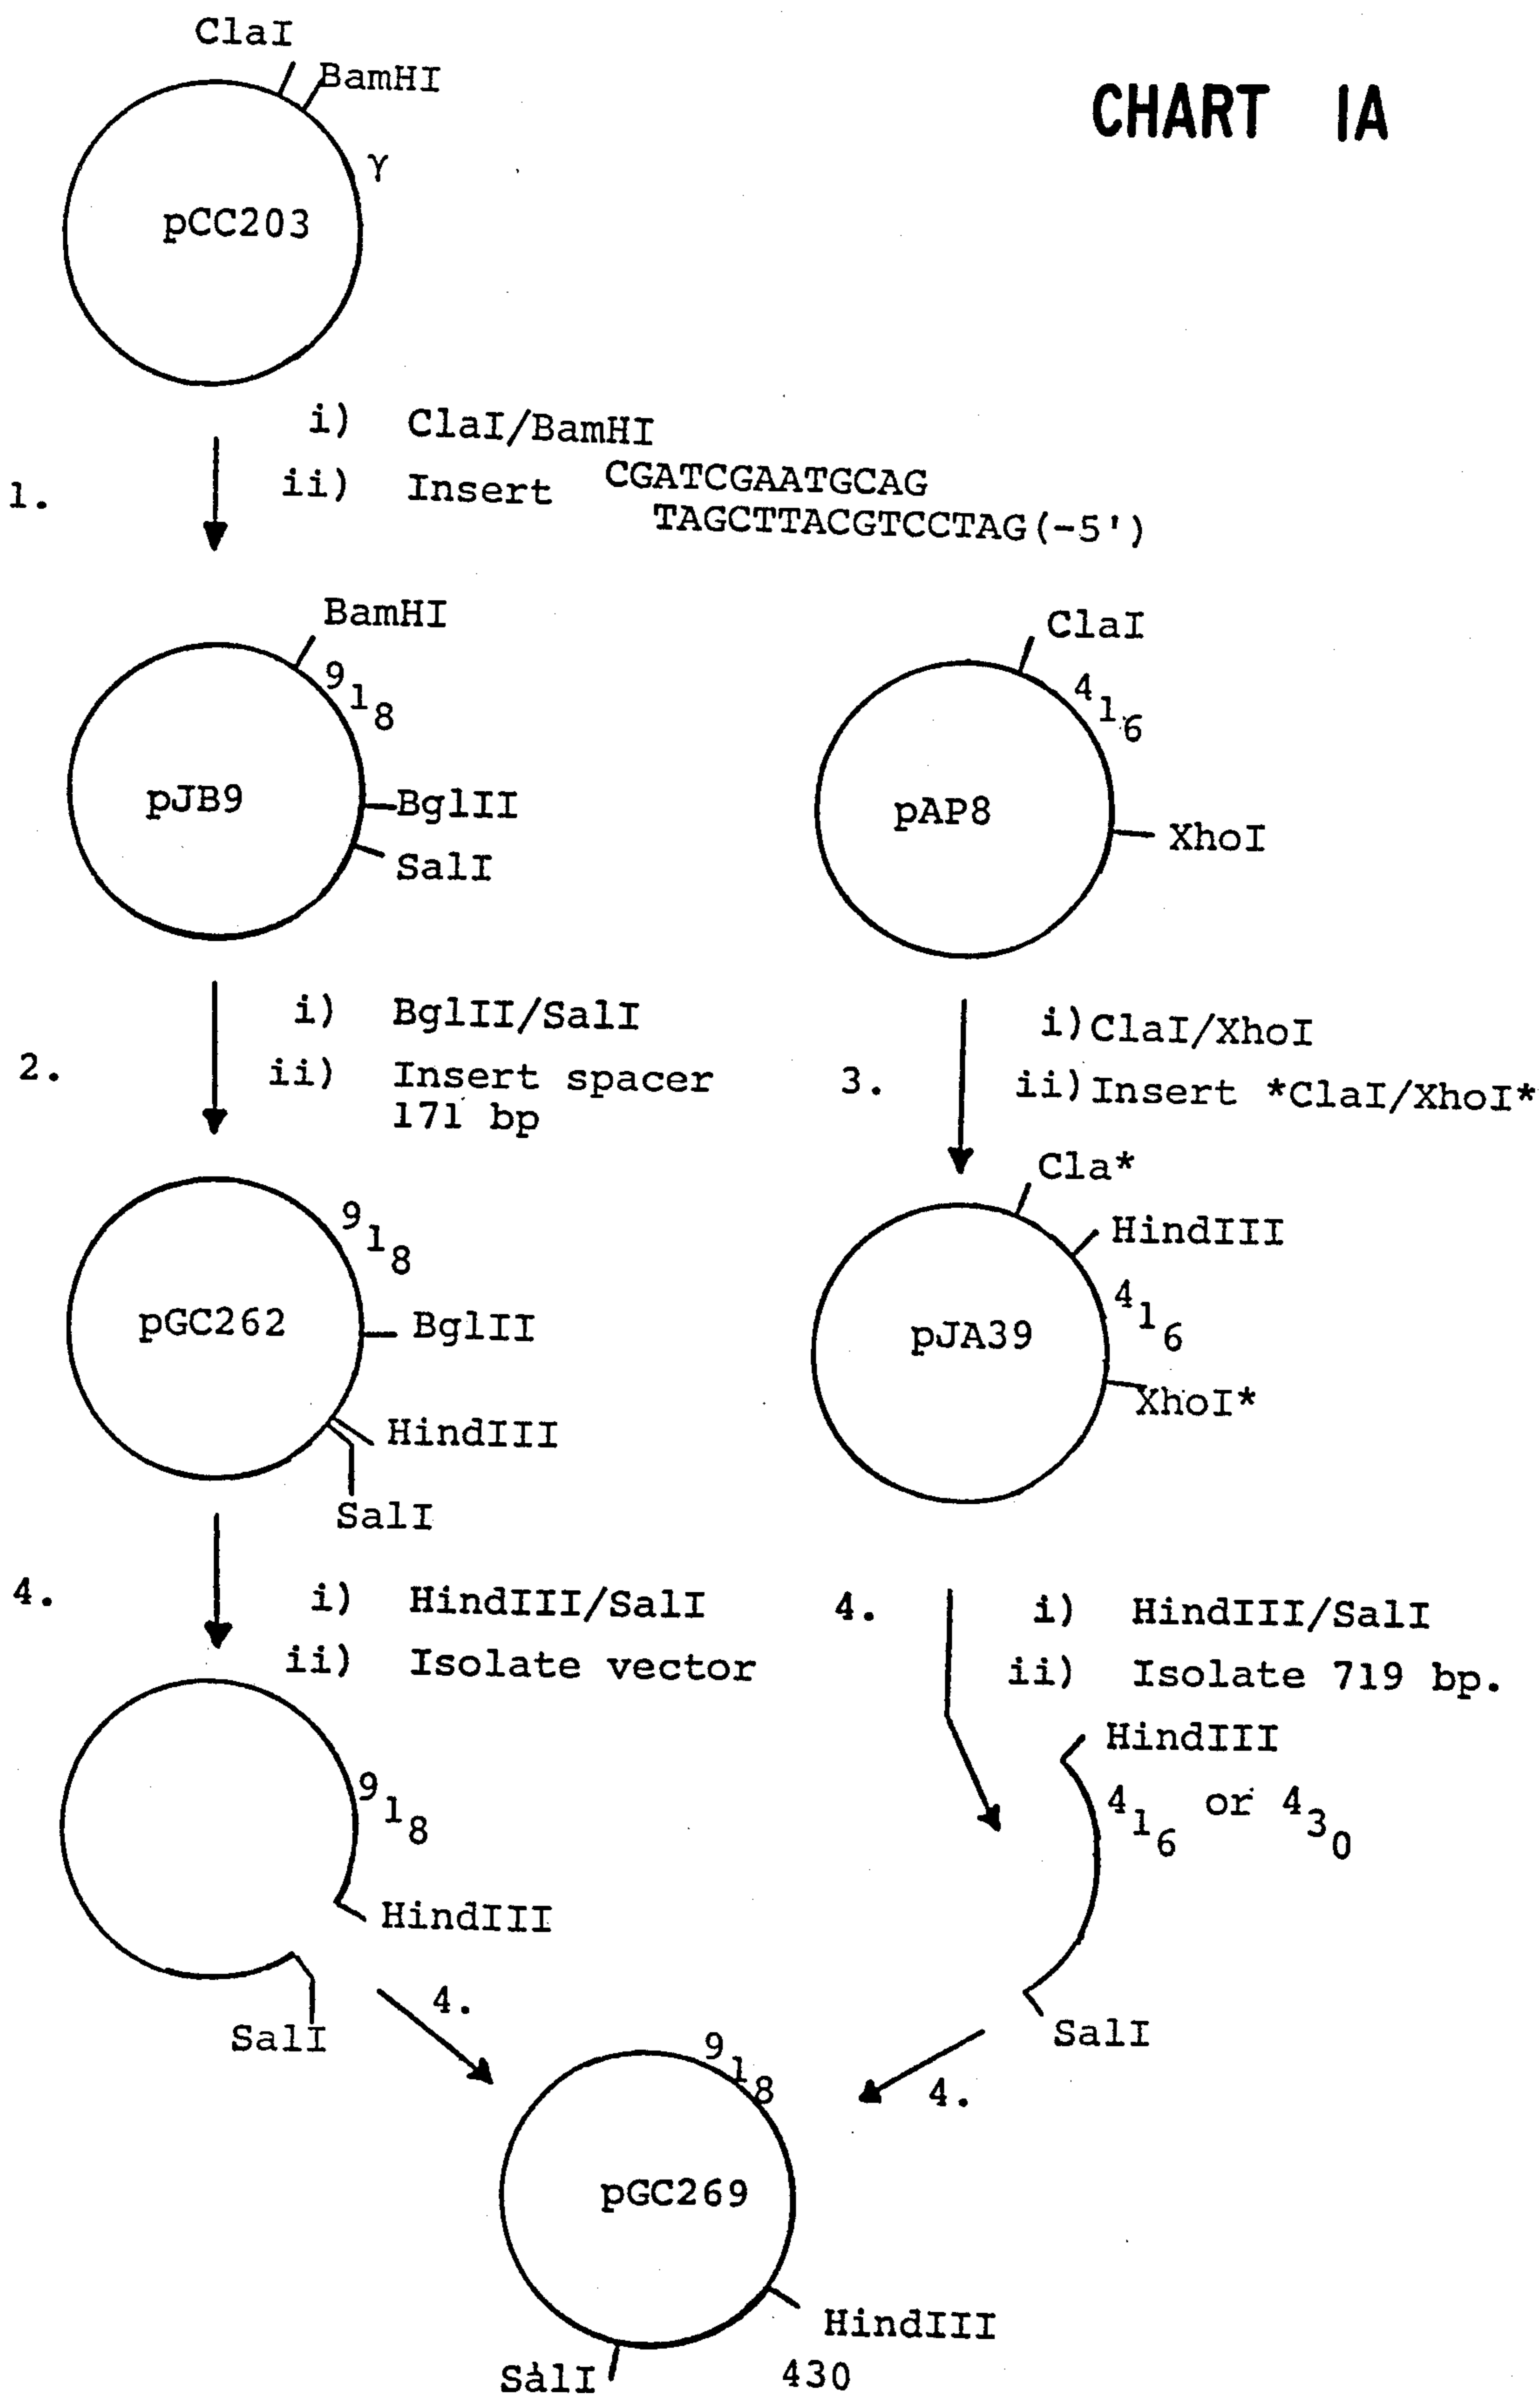 CHART IA
ClaI
BamHI
γ
pCC203
1.
i) ClaI/BamHI
ii) Insert CGATCGAATGCAG
TAGCTTACGTCCTAG(-5')
BamHI
918
pJB9
BglII
SalI
ClaI
416
pAP8
XhoI
2.
i) BglII/SalI
ii) Insert spacer
171 bp
3.
i)ClaI/XhoI
ii)Insert *ClaI/XhoI*
918
pGC262
BglII
HindIII
SalI
Cla*
HindIII
416
pJA39
XhoI*
4.
i) HindIII/SalI
ii) Isolate vector
4.
i) HindIII/SalI
ii) Isolate 719 bp.
918
HindIII
SalI
HindIII
416 or 430
SalI
4.
4.
918
pGC269
HindIII
430
SalI